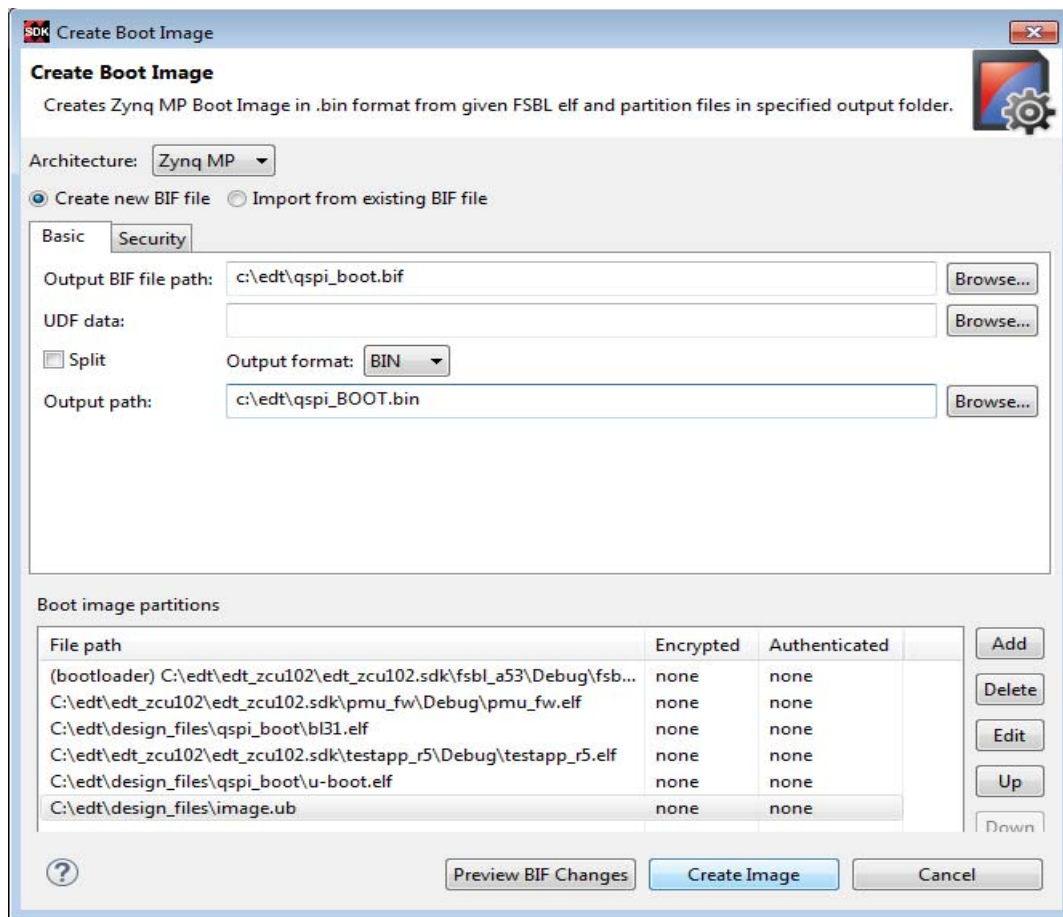 SDK Create Boot Image
Create Boot Image
Creates Zynq MP Boot Image in .bin format from given FSBL elf and partition files in specified output folder.
Architecture: Zynq MP
Create new BIF file Import from existing BIF file
Basic Security
Output BIF file path: c:\edt\qspi_boot.bif Browse...
UDF data: Browse...
Split Output format: BIN
Output path: c:\edt\qspi_BOOT.bin Browse...
Boot image partitions
File path Encrypted Authenticated Add
(bootloader) C:\edt\edt_zcu102\edt_zcu102.sdk\fsbl_a53\Debug\fsb... none none
C:\edt\edt_zcu102\edt_zcu102.sdk\pmu_fw\Debug\pmu_fw.elf none none Delete
C:\edt\design_files\qspi_boot\bl31.elf none none Edit
C:\edt\edt_zcu102\edt_zcu102.sdk\testapp_r5\Debug\testapp_r5.elf none none
C:\edt\design_files\qspi_boot\u-boot.elf none none Up
C:\edt\design_files\image.ub none none
Down
? Preview BIF Changes Create Image Cancel